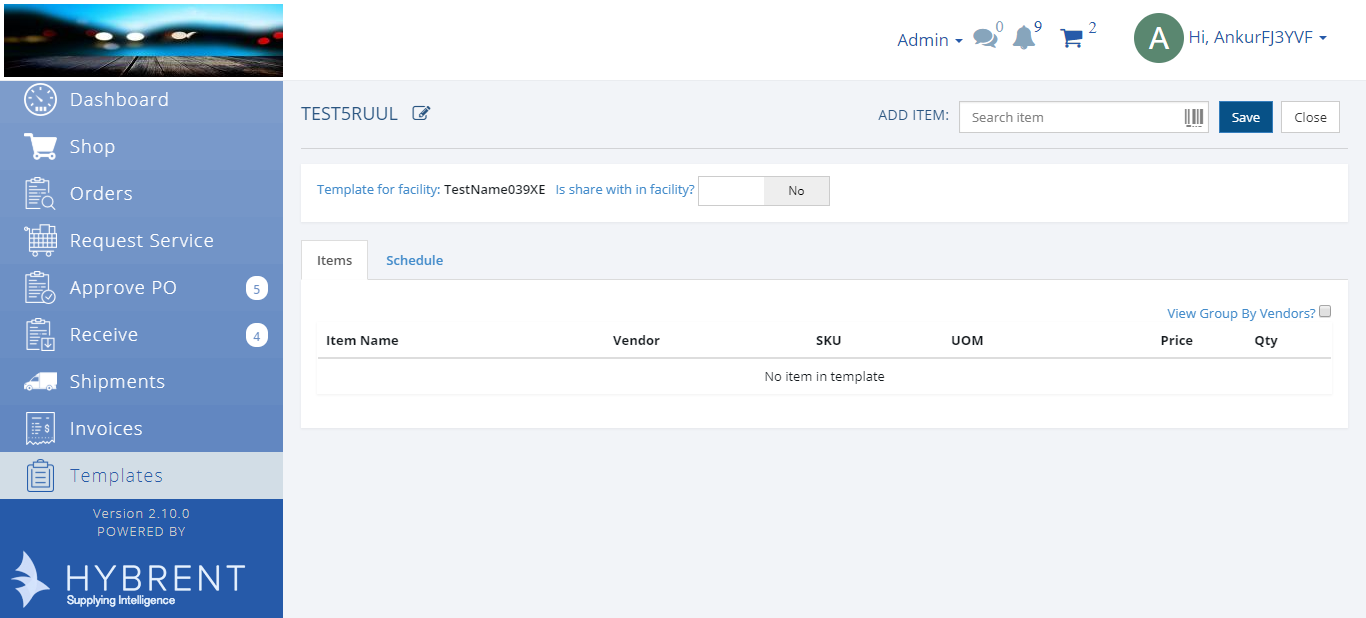 Admin 0 9 2 A Hi, AnkurFJ3YVF
Dashboard
Shop
Orders
Request Service
Approve PO 5
Receive 4
Shipments
Invoices
Templates
Version 2.10.0
POWERED BY
HYBRENT
Supplying Intelligence
TEST5RUUL ADD ITEM: Search item Save Close
Template for facility: TestName039XE Is share with in facility? No
Items Schedule
View Group By Vendors?
Item Name Vendor SKU UOM Price Qty
No item in template